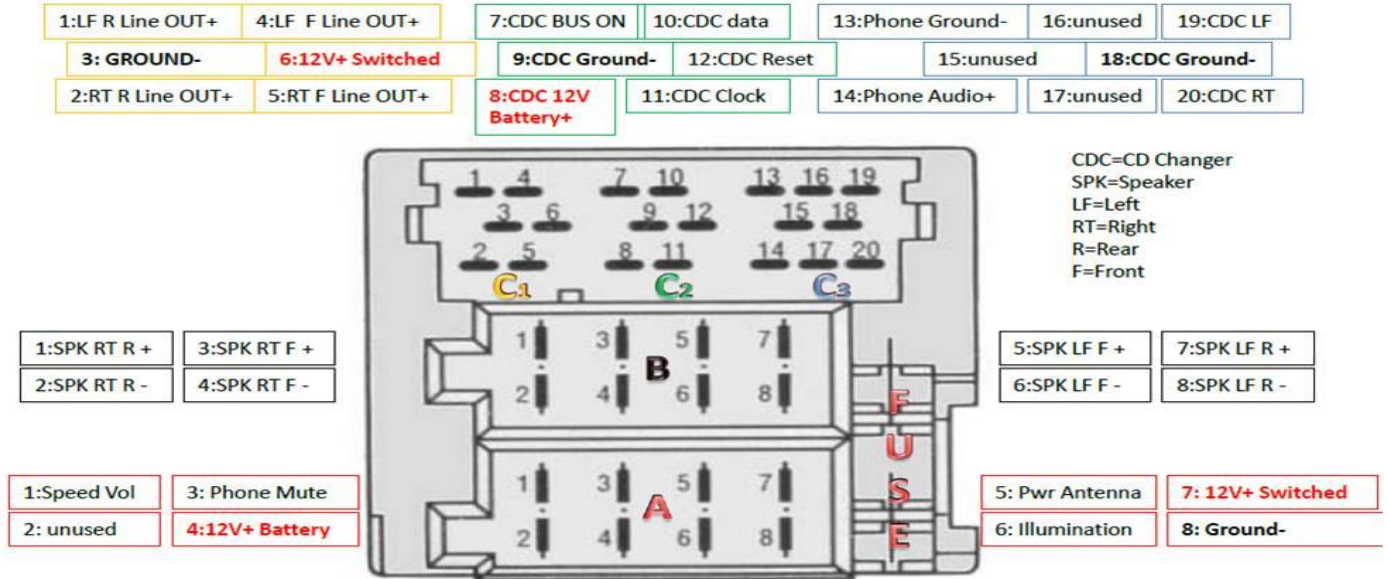 1:LF R Line OUT+ 4:LF F Line OUT+ 7:CDC BUS ON 10:CDC data 13:Phone Ground- 16:unused 19:CDC LF
3: GROUND- 6:12V+ Switched 9:CDC Ground- 12:CDC Reset 15:unused 18:CDC Ground-
2:RT R Line OUT+ 5:RT F Line OUT+ 8:CDC 12V 11:CDC Clock 14:Phone Audio+ 17:unused 20:CDC RT
Battery+
CDC=CD Changer
SPK=Speaker
LF=Left
RT=Right
R=Rear
F=Front
1 4 7 10 13 16 19
3 6 9 12 15 18
2 5 8 11 14 17 20
C1 C2 C3
1:SPK RT R + 3:SPK RT F + 1 3 5 7 5:SPK LF F + 7:SPK LF R +
B
2:SPK RT R - 4:SPK RT F - 2 4 6 8 6:SPK LF F - 8:SPK LF R -
FUSE
1:Speed Vol 3: Phone Mute 1 3 5 7 5: Pwr Antenna 7: 12V+ Switched
A
2: unused 4:12V+ Battery 2 4 6 8 6: Illumination 8: Ground-